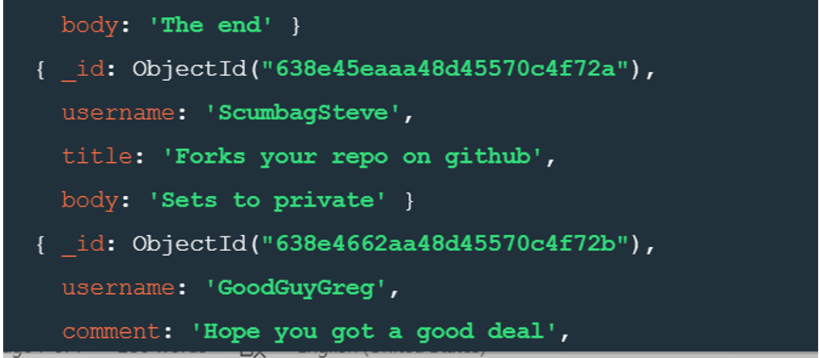 body: 'The end' }
{ _id: ObjectId("638e45eaaa48d45570c4f72a"),
username: 'ScumbagSteve',
title: 'Forks your repo on github',
body: 'Sets to private' }
{ _id: ObjectId("638e4662aa48d45570c4f72b"),
username: 'GoodGuyGreg',
comment: 'Hope you got a good deal',